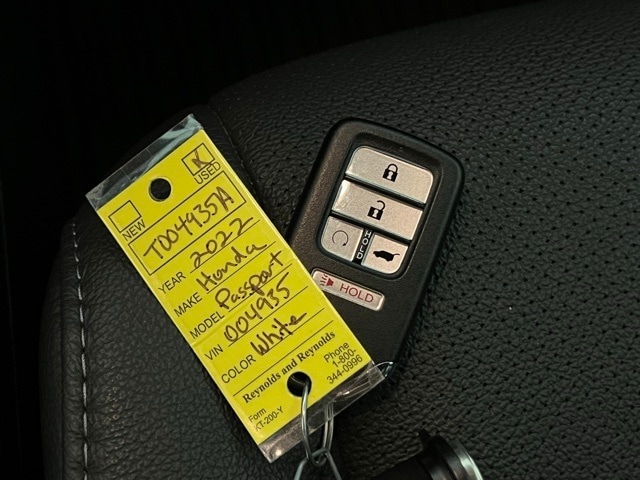 NEW
USED
T004935A
YEAR 2022
MAKE Honda
MODEL Passport
VIN 004935
COLOR White
Reynolds and Reynolds
Phone
1-800-
344-0996
Form
KT-200-Y
HOLD
HOLD